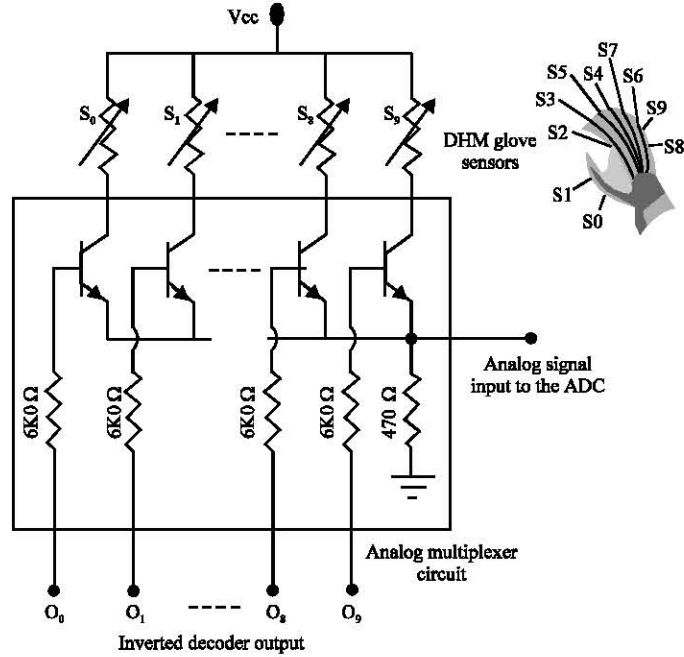 Vcc
S₀
S₁
S₈
S₉
DHM glove
sensors
S7
S5
S4
S6
S3
S9
S2
S8
S1
S0
6K0 Ω
6K0 Ω
6K0 Ω
6K0 Ω
470 Ω
Analog signal
input to the ADC
Analog multiplexer
circuit
O₀
O₁
O₈
O₉
Inverted decoder output